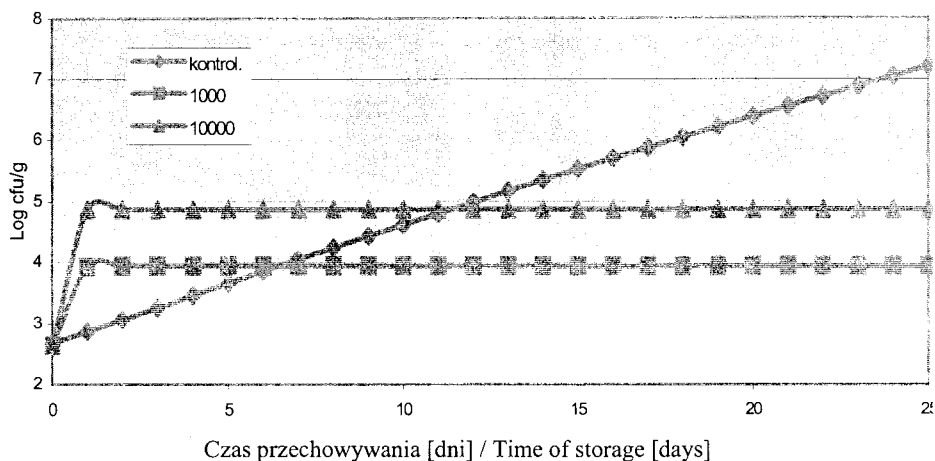 8
7
6
5
4
3
2
Log cfu/g
kontrol.
1000
10000
0 5 10 15 20 25
Czas przechowywania [dni] / Time of storage [days]